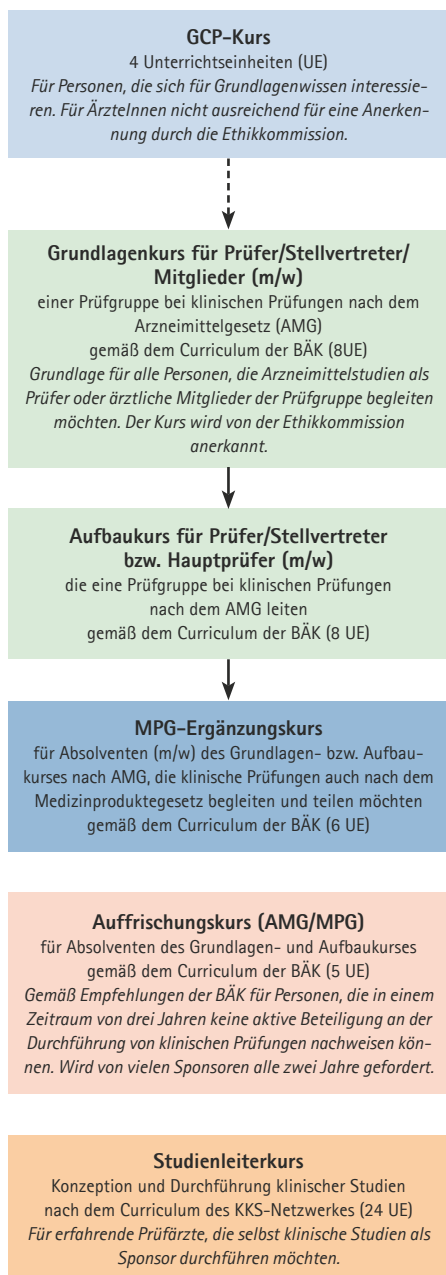 GCP-Kurs
4 Unterrichtseinheiten (UE)
Für Personen, die sich für Grundlagenwissen interessie-
ren. Für ÄrzteInnen nicht ausreichend für eine Anerken-
nung durch die Ethikkommission.
Grundlagenkurs für Prüfer/Stellvertreter/
Mitglieder (m/w)
einer Prüfgruppe bei klinischen Prüfungen nach dem
Arzneimittelgesetz (AMG)
gemäß dem Curriculum der BÄK (8UE)
Grundlage für alle Personen, die Arzneimittelstudien als
Prüfer oder ärztliche Mitglieder der Prüfgruppe begleiten
möchten. Der Kurs wird von der Ethikkommission
anerkannt.
Aufbaukurs für Prüfer/Stellvertreter
bzw. Hauptprüfer (m/w)
die eine Prüfgruppe bei klinischen Prüfungen
nach dem AMG leiten
gemäß dem Curriculum der BÄK (8 UE)
MPG-Ergänzungskurs
für Absolventen (m/w) des Grundlagen- bzw. Aufbau-
kurses nach AMG, die klinische Prüfungen auch nach dem
Medizinproduktegesetz begleiten und teilen möchten
gemäß dem Curriculum der BÄK (6 UE)
Auffrischungskurs (AMG/MPG)
für Absolventen des Grundlagen- und Aufbaukurses
gemäß dem Curriculum der BÄK (5 UE)
Gemäß Empfehlungen der BÄK für Personen, die in einem
Zeitraum von drei Jahren keine aktive Beteiligung an der
Durchführung von klinischen Prüfungen nachweisen kön-
nen. Wird von vielen Sponsoren alle zwei Jahre gefordert.
Studienleiterkurs
Konzeption und Durchführung klinischer Studien
nach dem Curriculum des KKS-Netzwerkes (24 UE)
Für erfahrende Prüfärzte, die selbst klinische Studien als
Sponsor durchführen möchten.